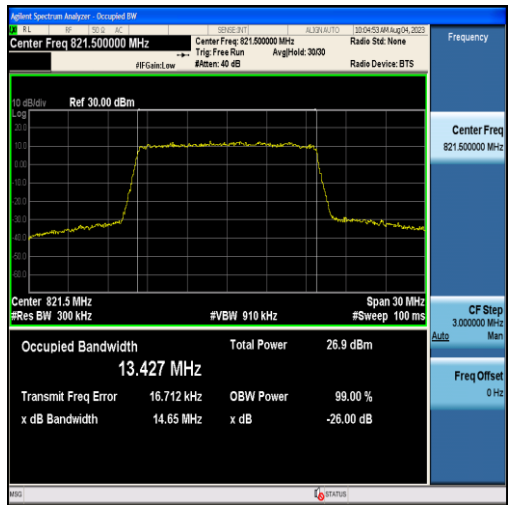 Agilent Spectrum Analyzer - Occupied BW
RL RF 50 Ω AC SENSE:INT ALIGN AUTO 10:04:53 AM Aug 04, 2023
Center Freq 821.500000 MHz
Center Freq: 821.500000 MHz
Radio Std: None
Trig: Free Run Avg|Hold: 30/30
#IFGain:Low
#Atten: 40 dB
Radio Device: BTS
Frequency
10 dB/div Ref 30.00 dBm
Log
20.0
10.0
0.00
-10.0
-20.0
-30.0
-40.0
-50.0
-60.0
Center Freq
821.500000 MHz
Center 821.5 MHz
Span 30 MHz
#Res BW 300 kHz
#VBW 910 kHz
#Sweep 100 ms
CF Step
3.000000 MHz
Auto Man
Occupied Bandwidth
Total Power 26.9 dBm
13.427 MHz
Freq Offset
0 Hz
Transmit Freq Error 16.712 kHz
OBW Power 99.00 %
x dB Bandwidth 14.65 MHz
x dB -26.00 dB
MSG
STATUS